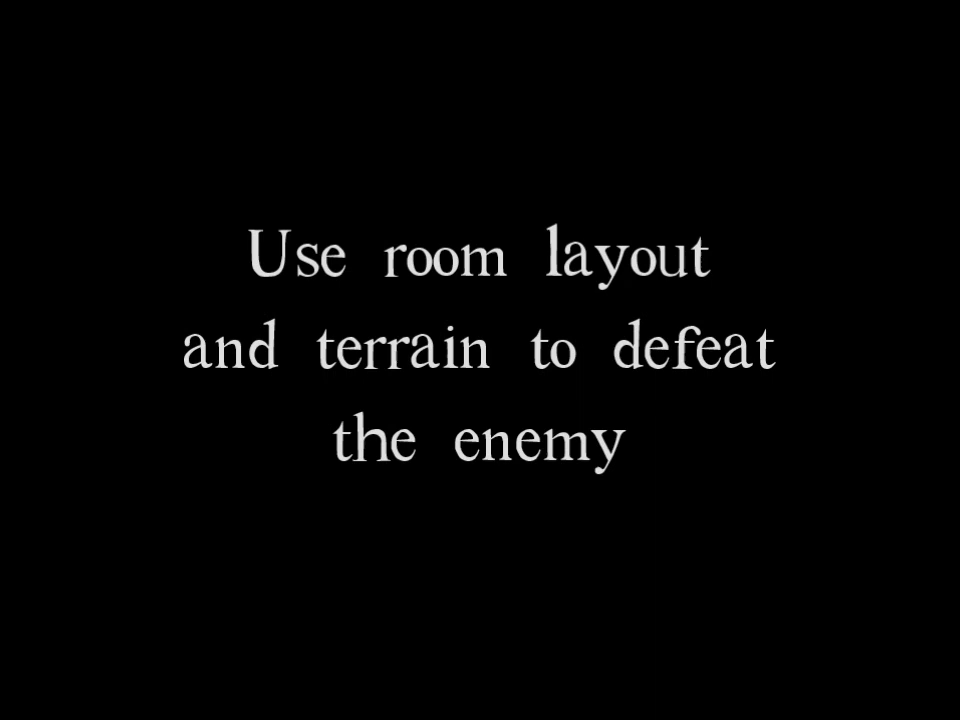 Use room layout
and terrain to defeat
the enemy